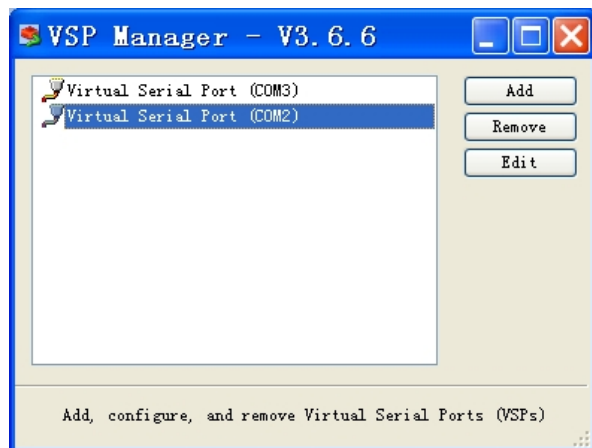 VSP Manager - V3.6.6
Virtual Serial Port (COM3)
Virtual Serial Port (COM2)
Add
Remove
Edit
Add, configure, and remove Virtual Serial Ports (VSPs)